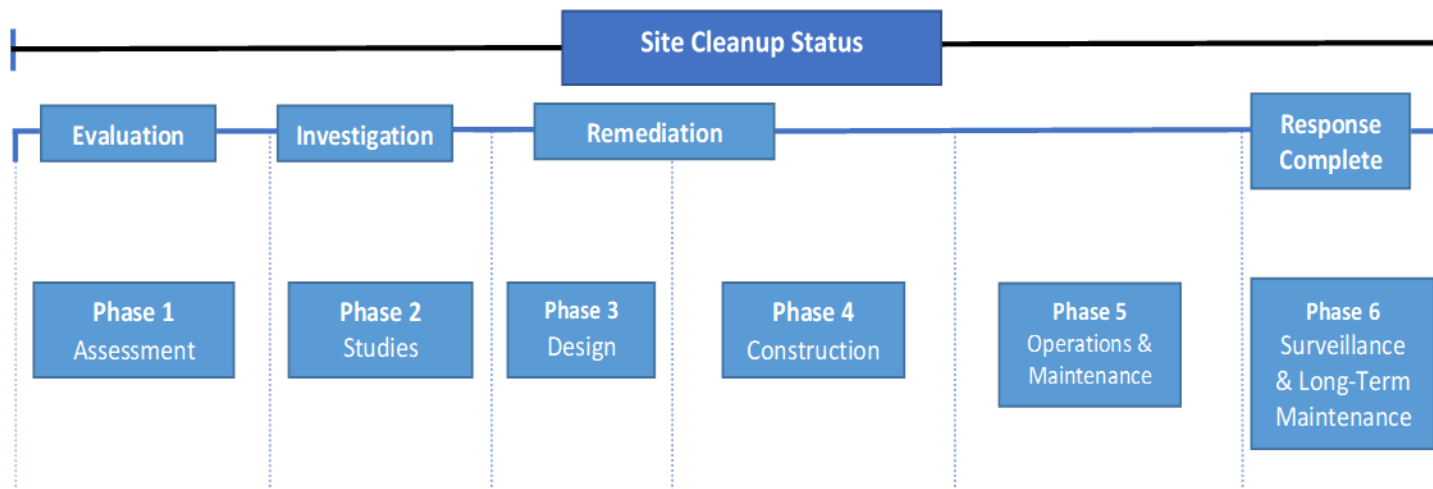 Site Cleanup Status
Evaluation
Investigation
Remediation
Response
Complete
Phase 1
Assessment
Phase 2
Studies
Phase 3
Design
Phase 4
Construction
Phase 5
Operations &
Maintenance
Phase 6
Surveillance
& Long-Term
Maintenance